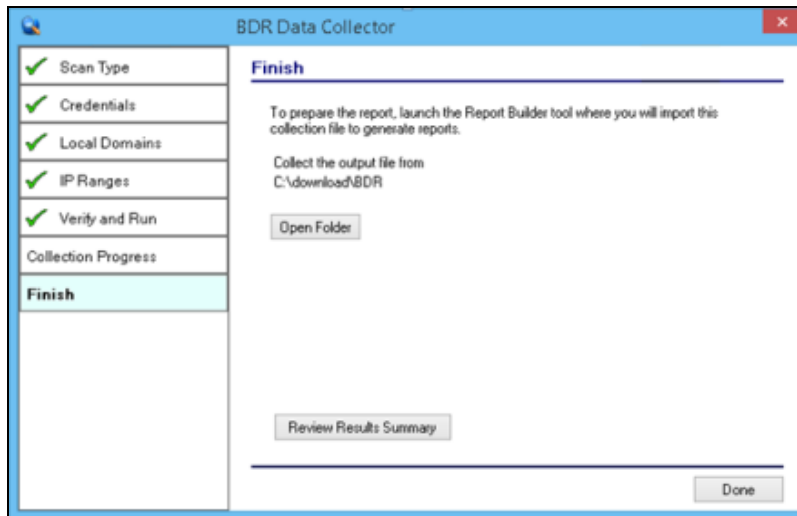 BDR Data Collector
Scan Type
Credentials
Local Domains
IP Ranges
Verify and Run
Collection Progress
Finish
Finish
To prepare the report, launch the Report Builder tool where you will import this
collection file to generate reports.
Collect the output file from
C:\download\BDR
Open Folder
Review Results Summary
Done